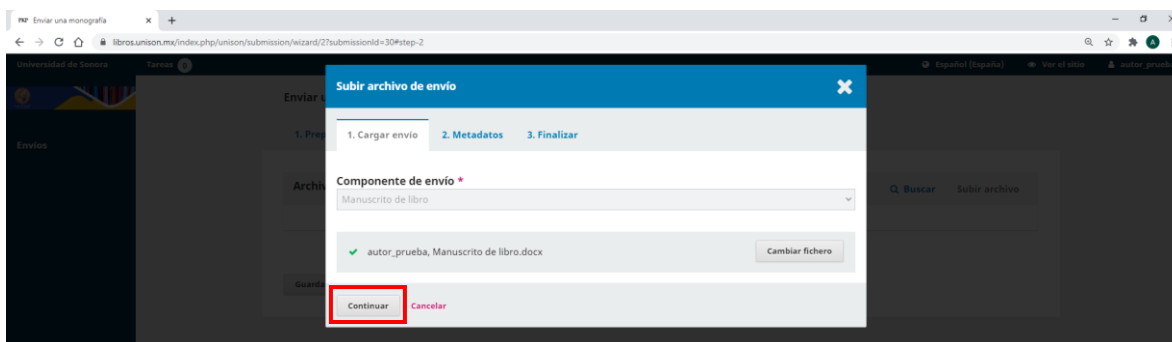 PKP Enviar una monografía × +
libros.unison.mx/index.php/unison/submission/wizard/2?submissionId=30#step-2
Universidad de Sonora Tareas 0 Español (España) Ver el sitio autor_prueba
Subir archivo de envío
Enviar u
1. Prep 1. Cargar envío 2. Metadatos 3. Finalizar
Envíos
Componente de envío *
Archiv Buscar Subir archivo
Manuscrito de libro
autor_prueba, Manuscrito de libro.docx Cambiar fichero
Guarda Continuar Cancelar